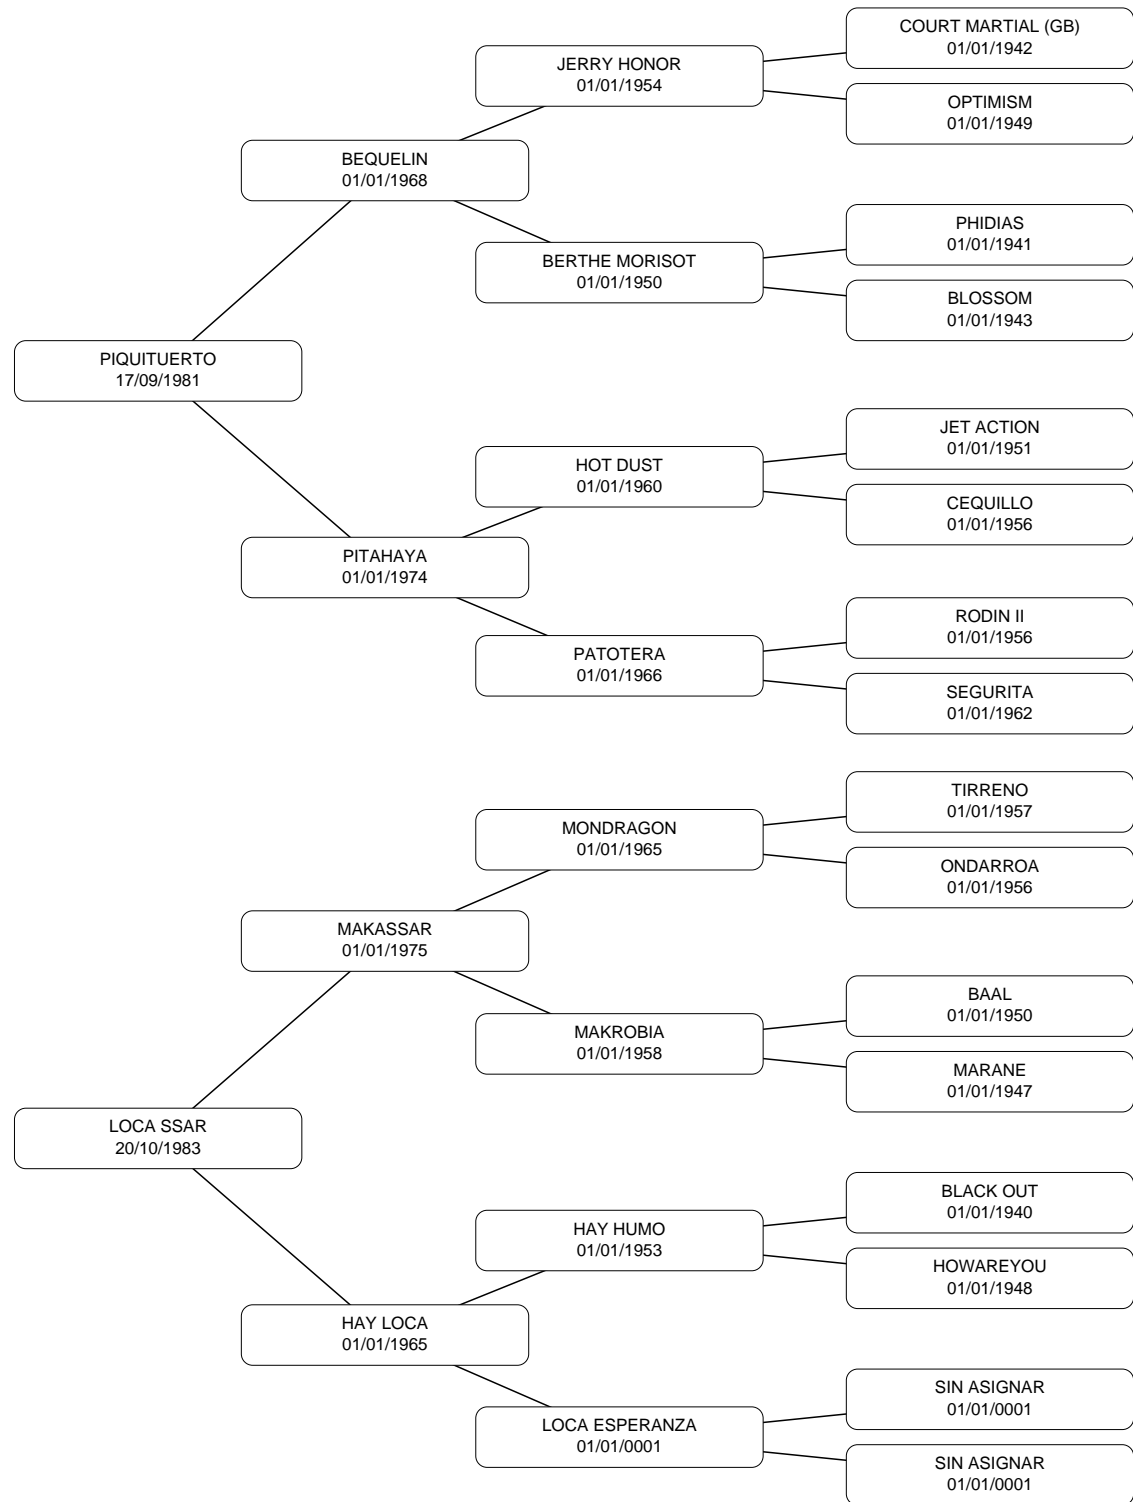 COURT MARTIAL (GB)
01/01/1942
JERRY HONOR
01/01/1954
OPTIMISM
01/01/1949
BEQUELIN
01/01/1968
PHIDIAS
01/01/1941
BERTHE MORISOT
01/01/1950
BLOSSOM
01/01/1943
PIQUITUERTO
17/09/1981
JET ACTION
01/01/1951
HOT DUST
01/01/1960
CEQUILLO
01/01/1956
PITAHAYA
01/01/1974
RODIN II
01/01/1956
PATOTERA
01/01/1966
SEGURITA
01/01/1962
TIRRENO
01/01/1957
MONDRAGON
01/01/1965
ONDARROA
01/01/1956
MAKASSAR
01/01/1975
BAAL
01/01/1950
MAKROBIA
01/01/1958
MARANE
01/01/1947
LOCA SSAR
20/10/1983
BLACK OUT
01/01/1940
HAY HUMO
01/01/1953
HOWAREYOU
01/01/1948
HAY LOCA
01/01/1965
SIN ASIGNAR
01/01/0001
LOCA ESPERANZA
01/01/0001
SIN ASIGNAR
01/01/0001